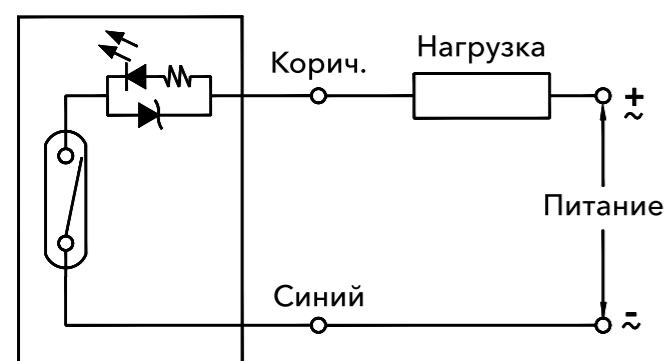 Корич.
Нагрузка
+
~
Питание
Синий
-
~